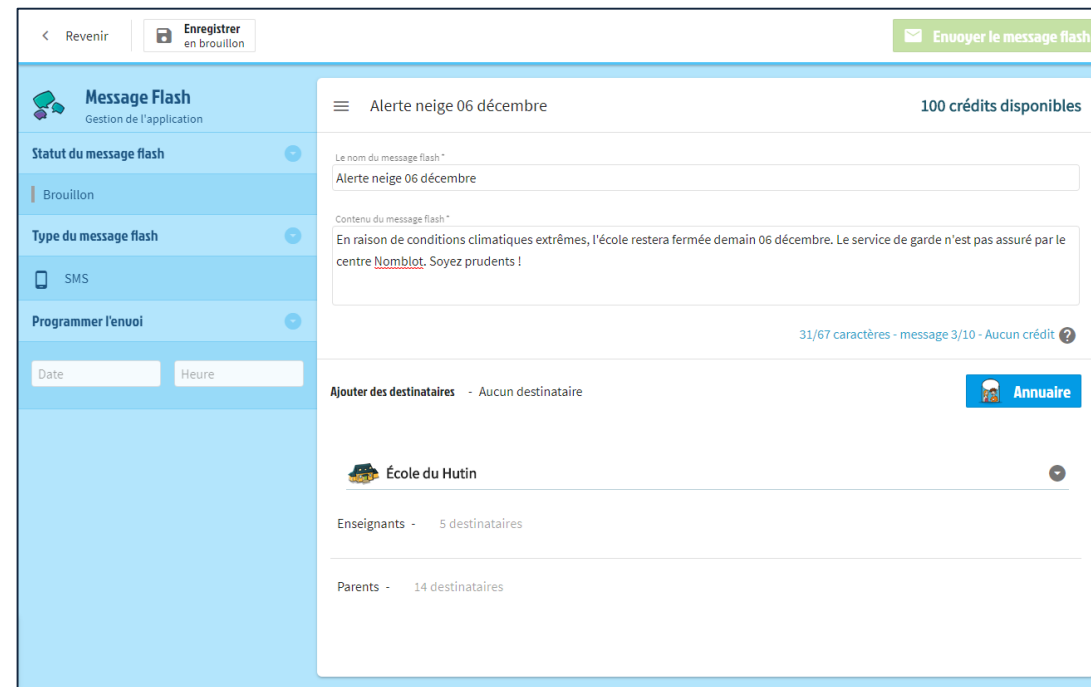 Revenir
Enregistrer
en brouillon
Envoyer le message flash
Message Flash
Gestion de l'application
Statut du message flash
Brouillon
Type du message flash
SMS
Programmer l'envoi
Date
Heure
Alerte neige 06 décembre
100 crédits disponibles
Le nom du message flash *
Alerte neige 06 décembre
Contenu du message flash *
En raison de conditions climatiques extrêmes, l'école restera fermée demain 06 décembre. Le service de garde n'est pas assuré par le
centre Nomblot. Soyez prudents !
31/67 caractères - message 3/10 - Aucun crédit ?
Ajouter des destinataires - Aucun destinataire
Annuaire
École du Hutin
Enseignants - 5 destinataires
Parents - 14 destinataires